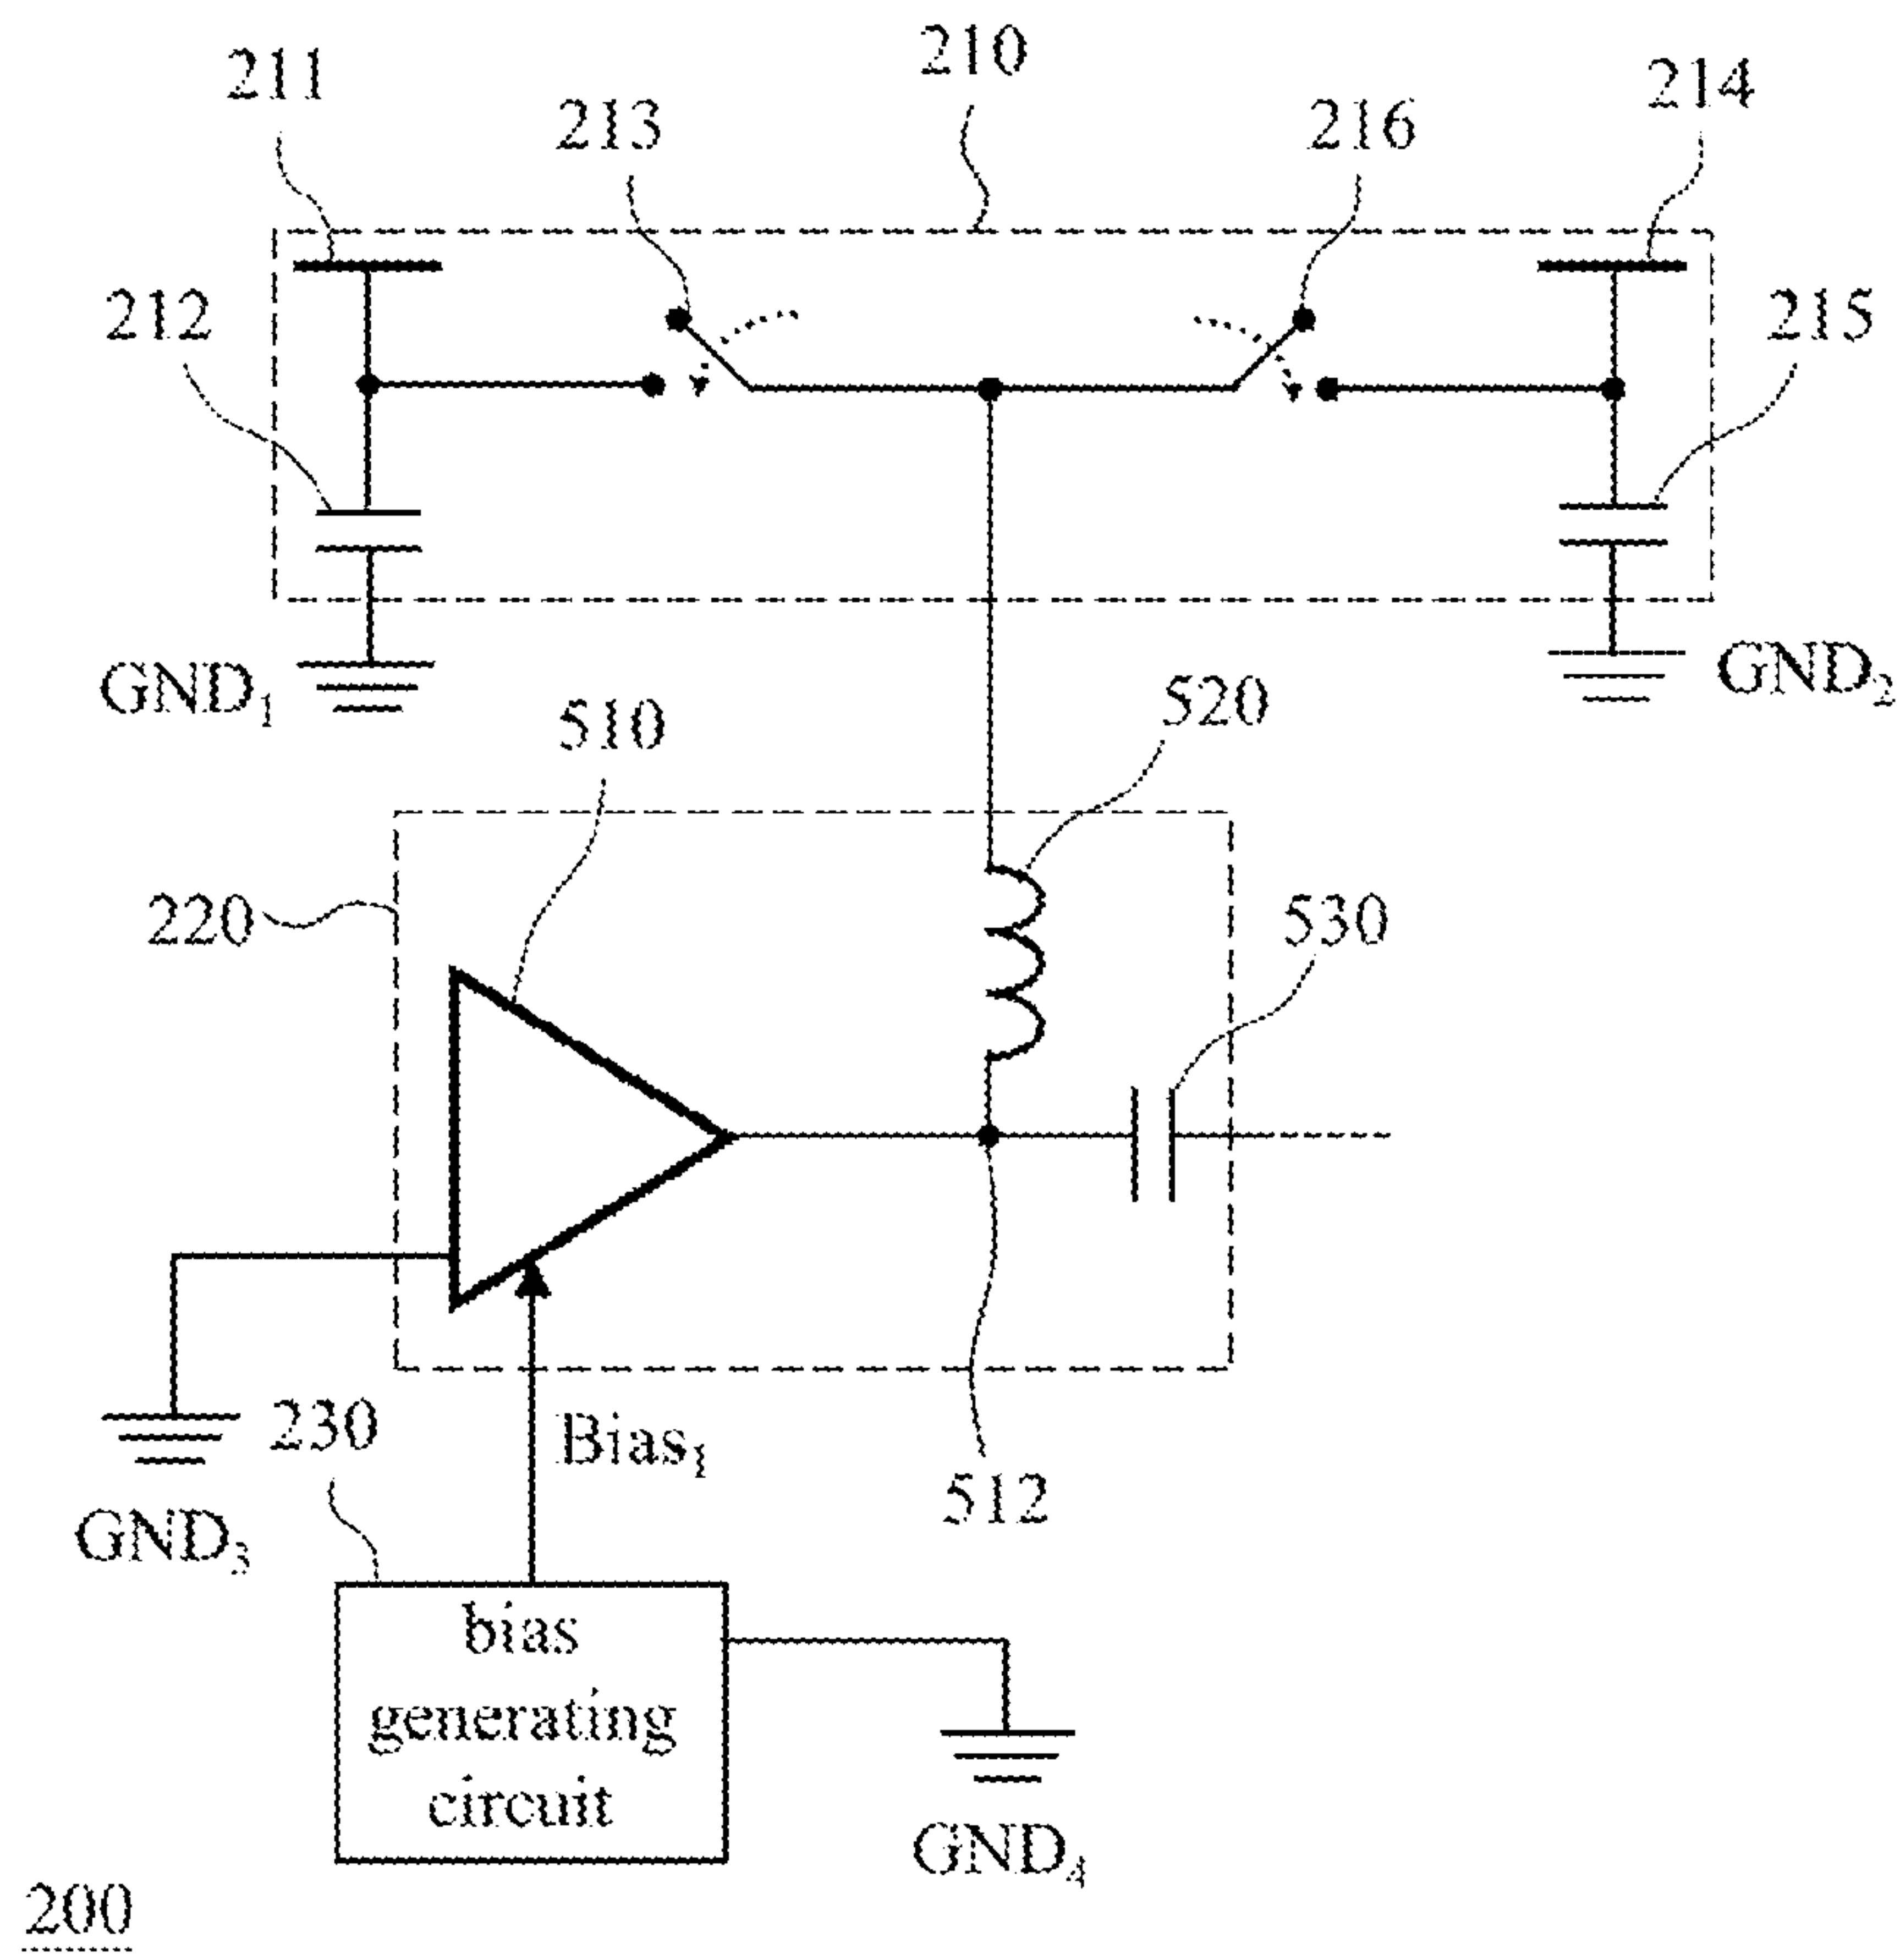 210
211
214
213
216
212
215
GND₁
GND₂
510
520
220
530
230
Bias₁
512
GND₃
bias
generating
circuit
GND₄
200